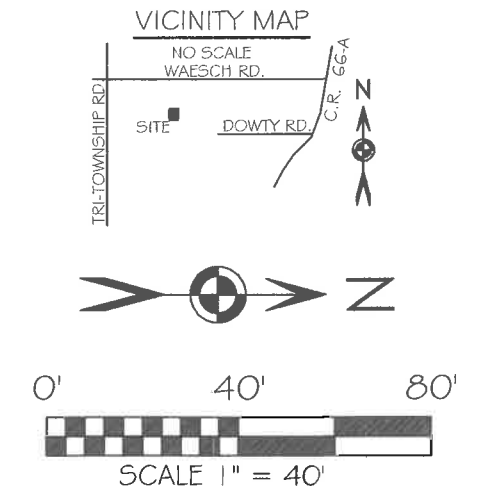 VICINITY MAP
NO SCALE
WAESCH RD.
C.R. 66-A
N
TRI-TOWNSHIP RD.
SITE
DOWTY RD.
N
0' 40' 80'
SCALE 1" = 40'